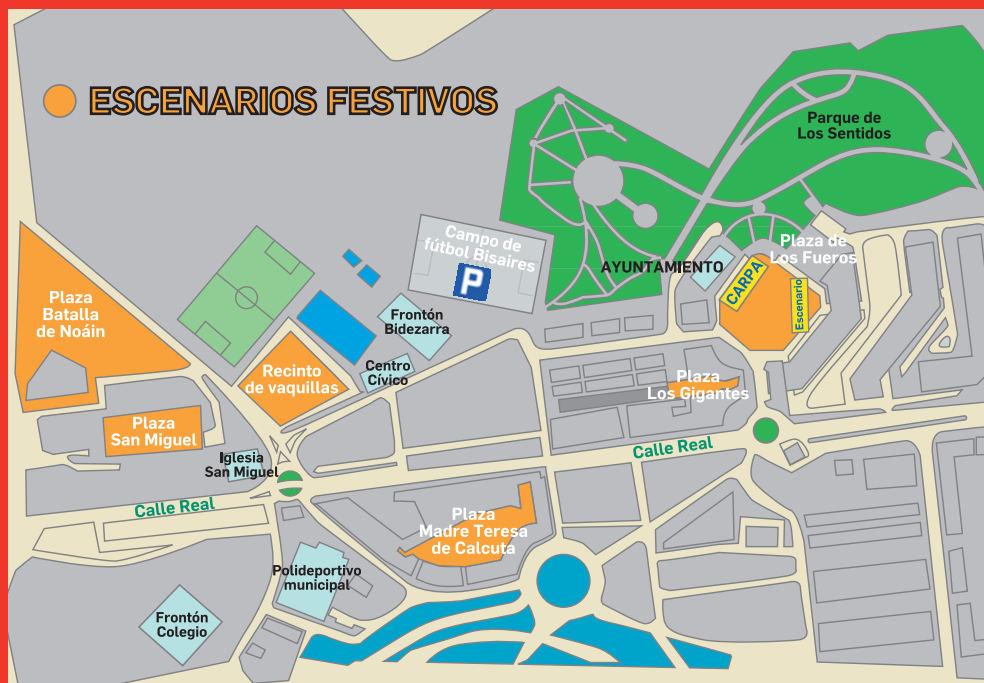 ESCENARIOS FESTIVOS
Parque de
Los Sentidos
Campo de
fútbol Bisaires
P
AYUNTAMIENTO
Plaza de
Los Fueros
CARPA
Escenario
Plaza
Batalla
de Noáin
Frontón
Bidezarra
Centro
Cívico
Recinto
de vaquillas
Plaza
Los Gigantes
Plaza
San Miguel
Iglesia
San Miguel
Calle Real
Calle Real
Plaza
Madre Teresa
de Calcuta
Polideportivo
municipal
Frontón
Colegio